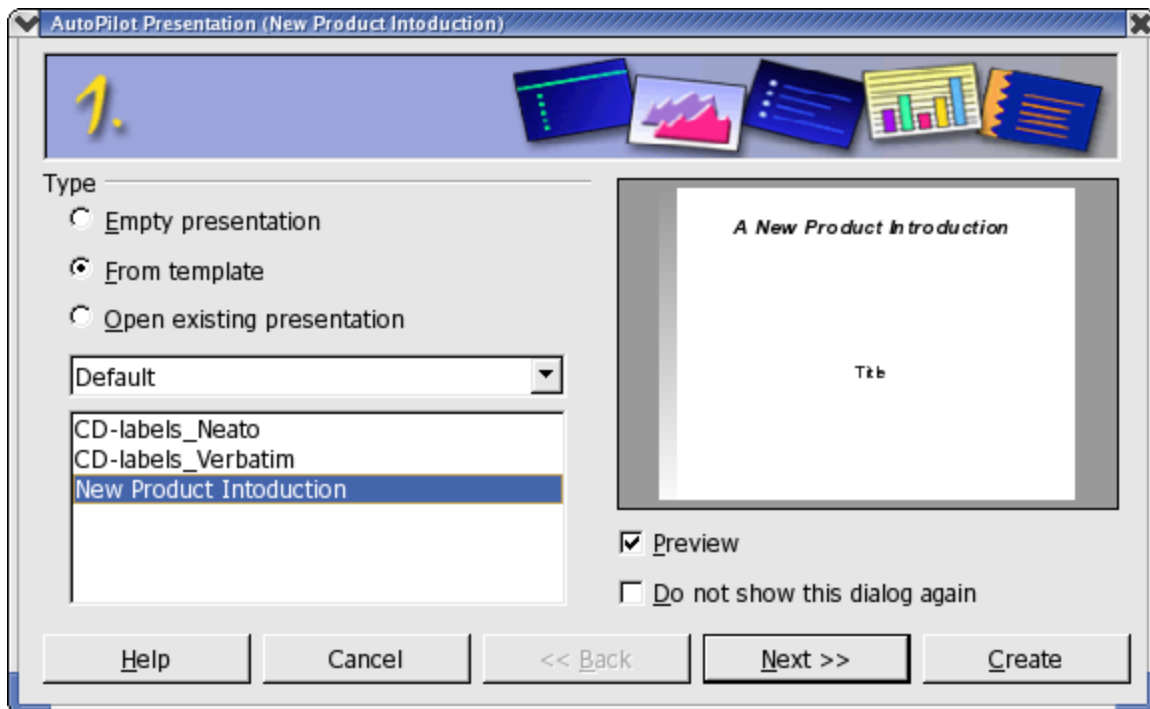 AutoPilot Presentation (New Product Intoduction)
1.
Type
Empty presentation
From template
Open existing presentation
Default
CD-labels_Neato
CD-labels_Verbatim
New Product Intoduction
A New Product Introduction
Title
Preview
Do not show this dialog again
Help
Cancel
<< Back
Next >>
Create